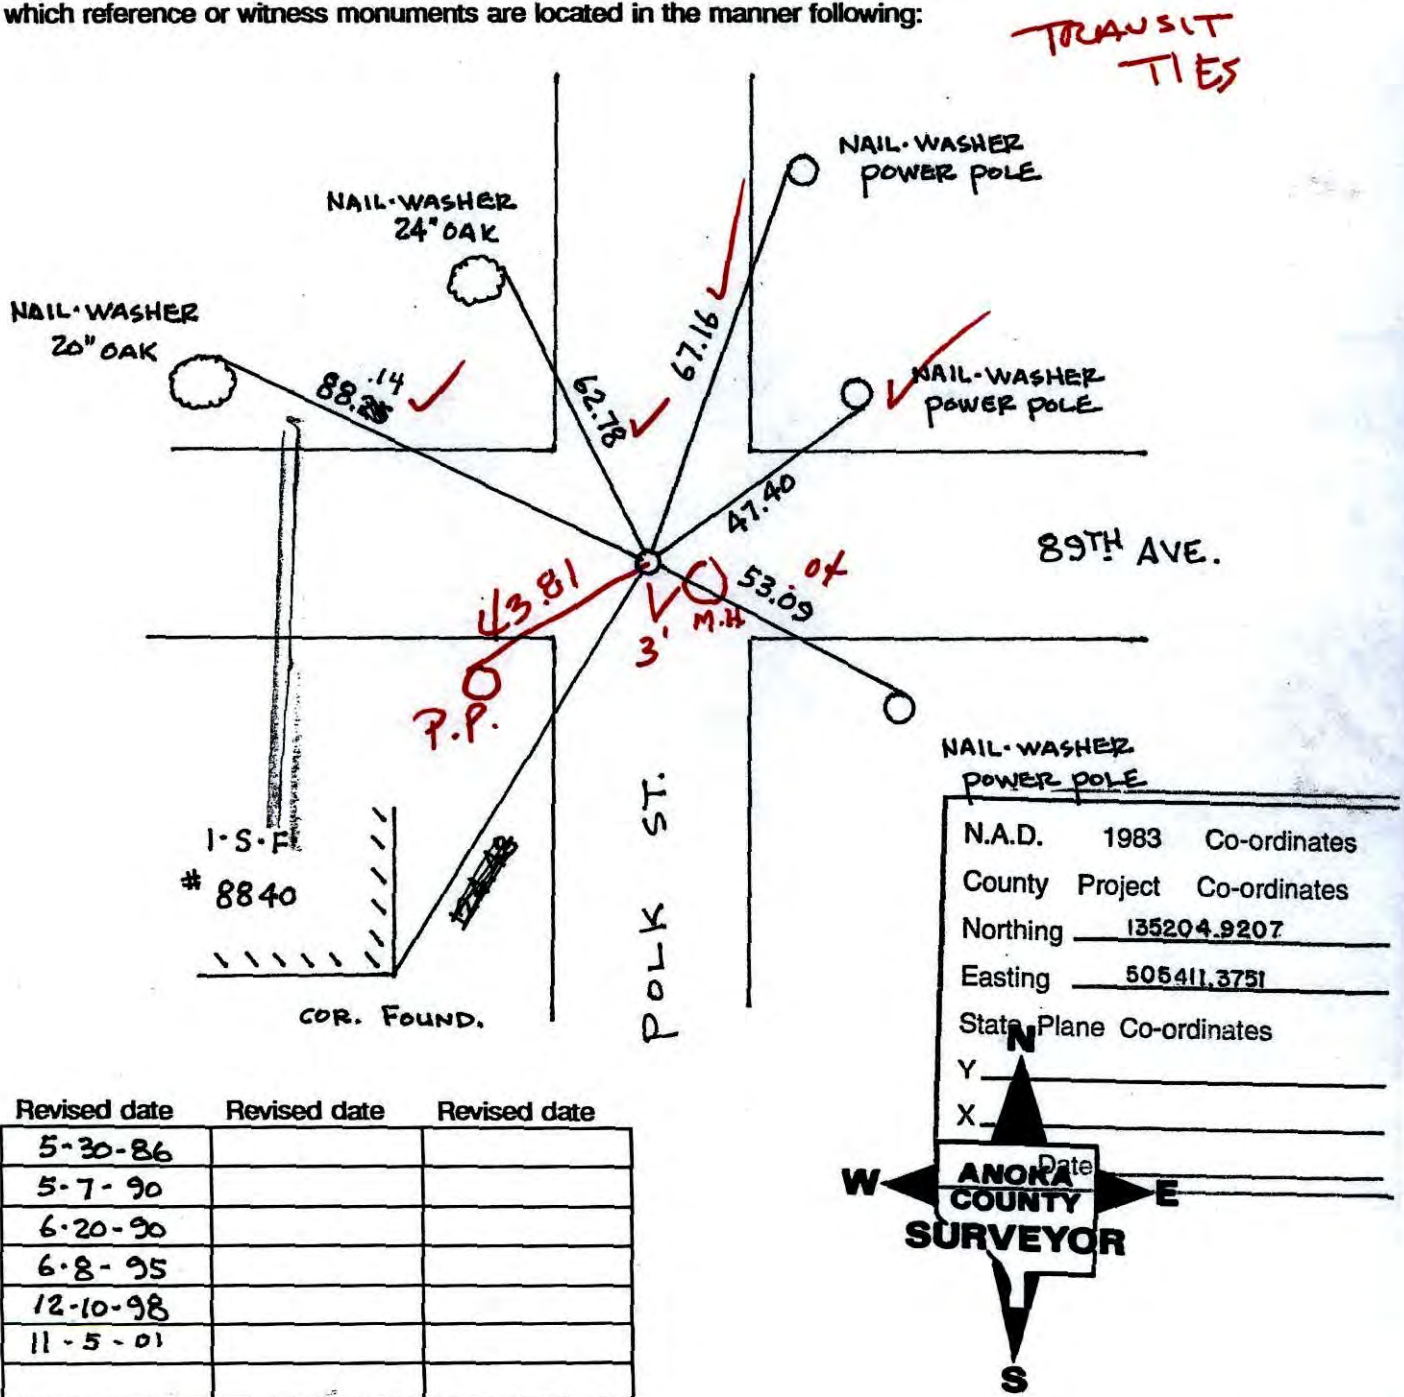 which reference or witness monuments are located in the manner following:
TRANSIT
TIES
NAIL·WASHER
POWER POLE
NAIL·WASHER
24" OAK
NAIL·WASHER
20" OAK
88.
.14
62.78
67.16
NAIL·WASHER
POWER POLE
47.40
89TH AVE.
43.81
53.09
.04
3'
M.H
P.P.
NAIL·WASHER
POWER POLE
POLK ST.
I·S·F
# 8840
COR. FOUND.
N.A.D. 1983 Co-ordinates
County Project Co-ordinates
Northing 135204.9207
Easting 505411.3751
State Plane Co-ordinates
Y
X
Date
N
W
E
S
ANOKA
COUNTY
SURVEYOR
Revised date Revised date Revised date
5-30-86
5-7-90
6-20-90
6-8-95
12-10-98
11-5-01